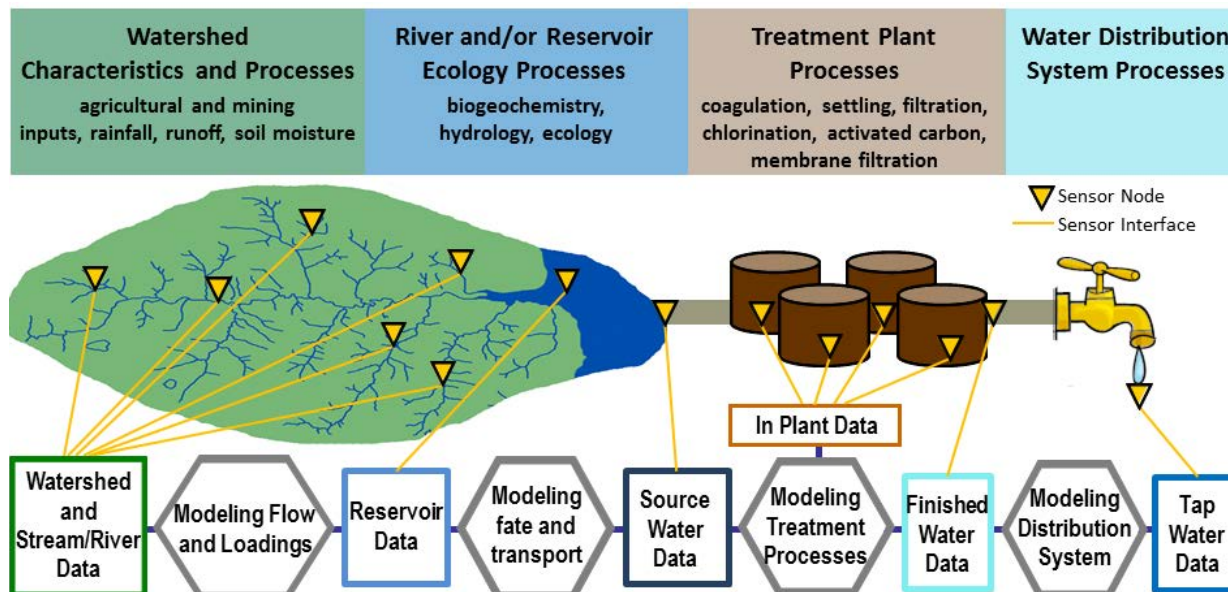 Watershed
Characteristics and Processes
agricultural and mining
inputs, rainfall, runoff, soil moisture
River and/or Reservoir
Ecology Processes
biogeochemistry,
hydrology, ecology
Treatment Plant
Processes
coagulation, settling, filtration,
chlorination, activated carbon,
membrane filtration
Water Distribution
System Processes
Sensor Node
Sensor Interface
In Plant Data
Watershed
and
Stream/River
Data
Modeling Flow
and Loadings
Reservoir
Data
Modeling
fate and
transport
Source
Water
Data
Modeling
Treatment
Processes
Finished
Water
Data
Modeling
Distribution
System
Tap
Water
Data